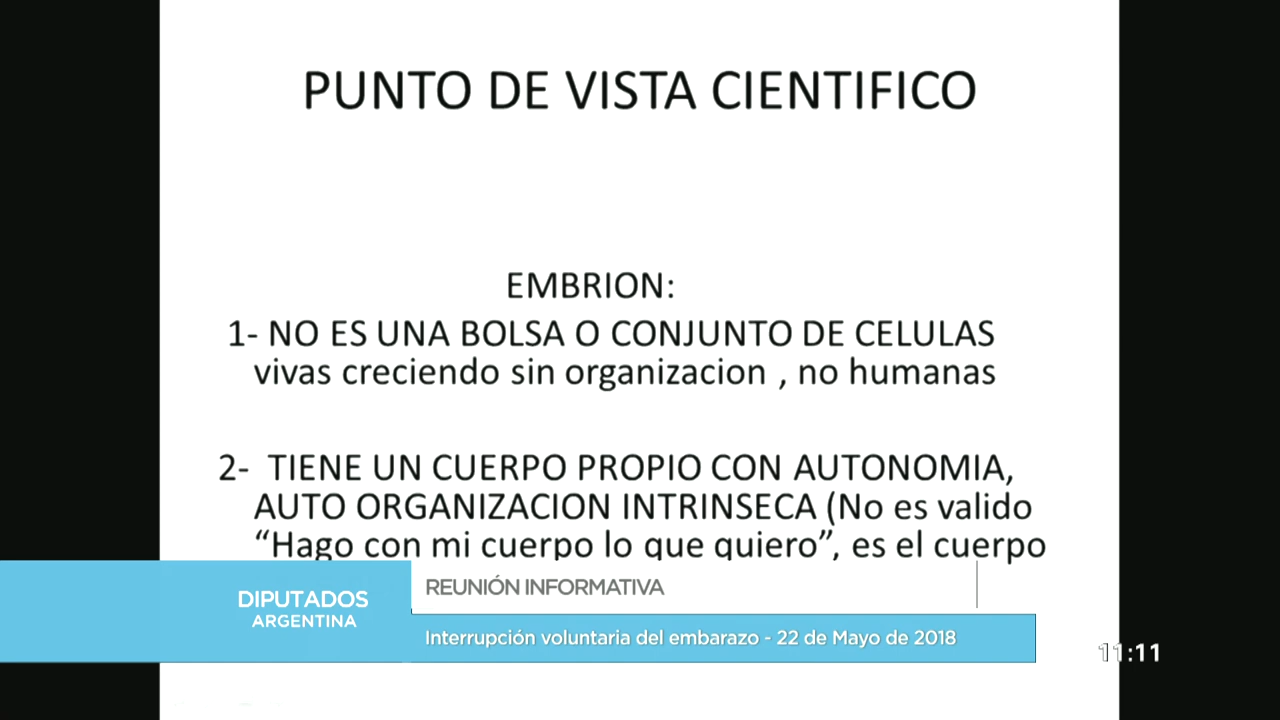 PUNTO DE VISTA CIENTIFICO
EMBRION:
1- NO ES UNA BOLSA O CONJUNTO DE CELULAS
vivas creciendo sin organizacion , no humanas
2- TIENE UN CUERPO PROPIO CON AUTONOMIA,
AUTO ORGANIZACION INTRINSECA (No es valido
“Hago con mi cuerpo lo que quiero”, es el cuerpo
DIPUTADOS
ARGENTINA
REUNIÓN INFORMATIVA
Interrupción voluntaria del embarazo - 22 de Mayo de 2018
11:11